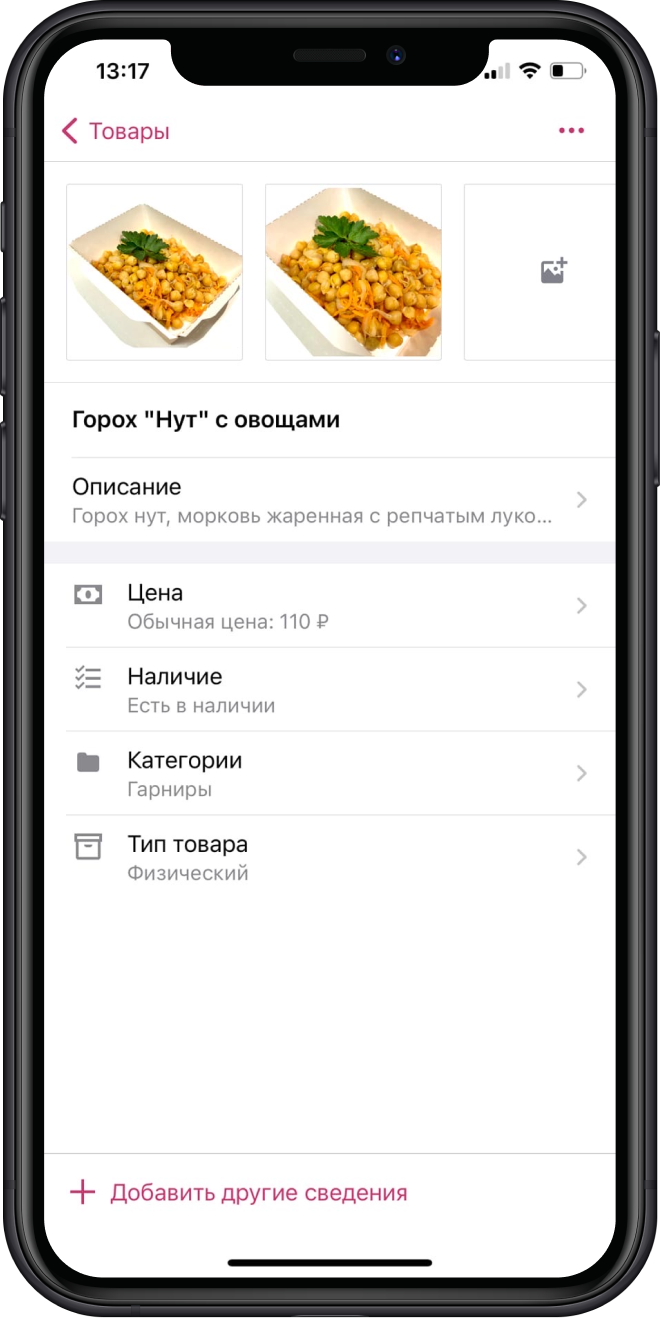 13:17
Товары
Горох "Нут" с овощами
Описание
Горох нут, морковь жаренная с репчатым луко...
Цена
Обычная цена: 110 ₽
Наличие
Есть в наличии
Категории
Гарниры
Тип товара
Физический
Добавить другие сведения